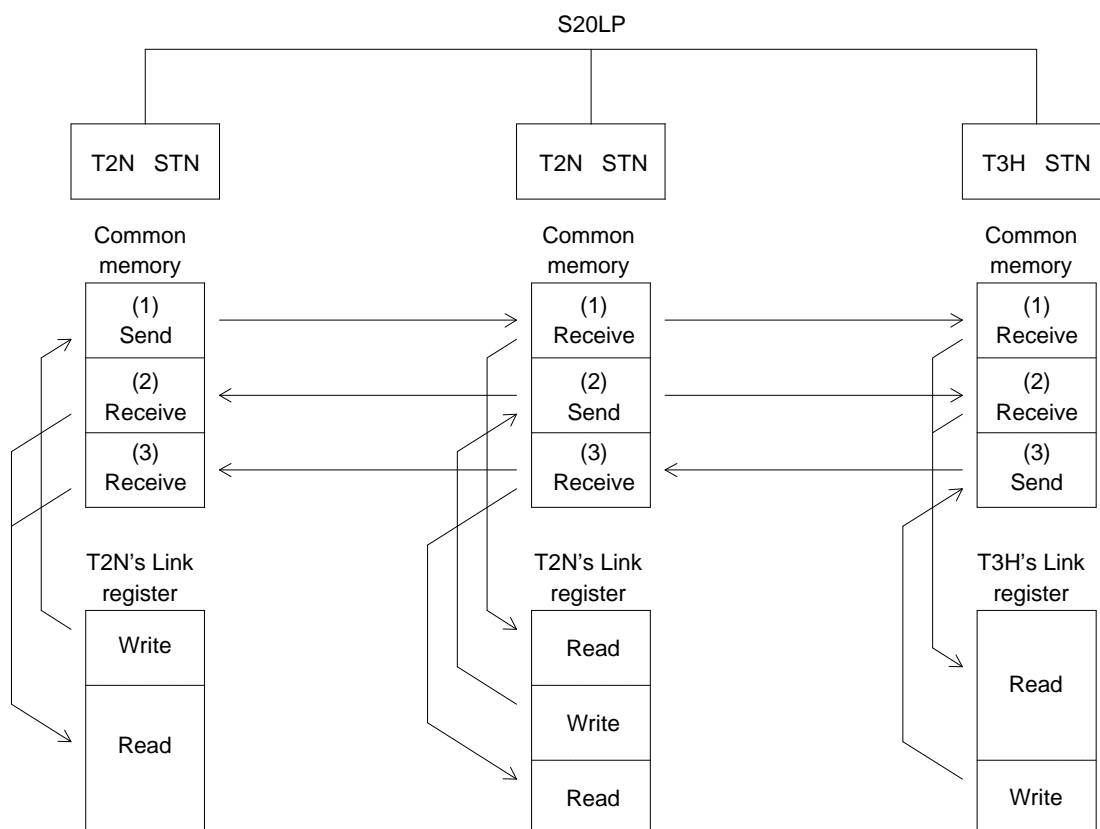 S20LP
T2N STN
T2N STN
T3H STN
Common
memory
Common
memory
Common
memory
(1)
Send
(1)
Receive
(1)
Receive
(2)
Receive
(2)
Send
(2)
Receive
(3)
Receive
(3)
Receive
(3)
Send
T2N's Link
register
T2N's Link
register
T3H's Link
register
Write
Read
Read
Write
Read
Read
Write